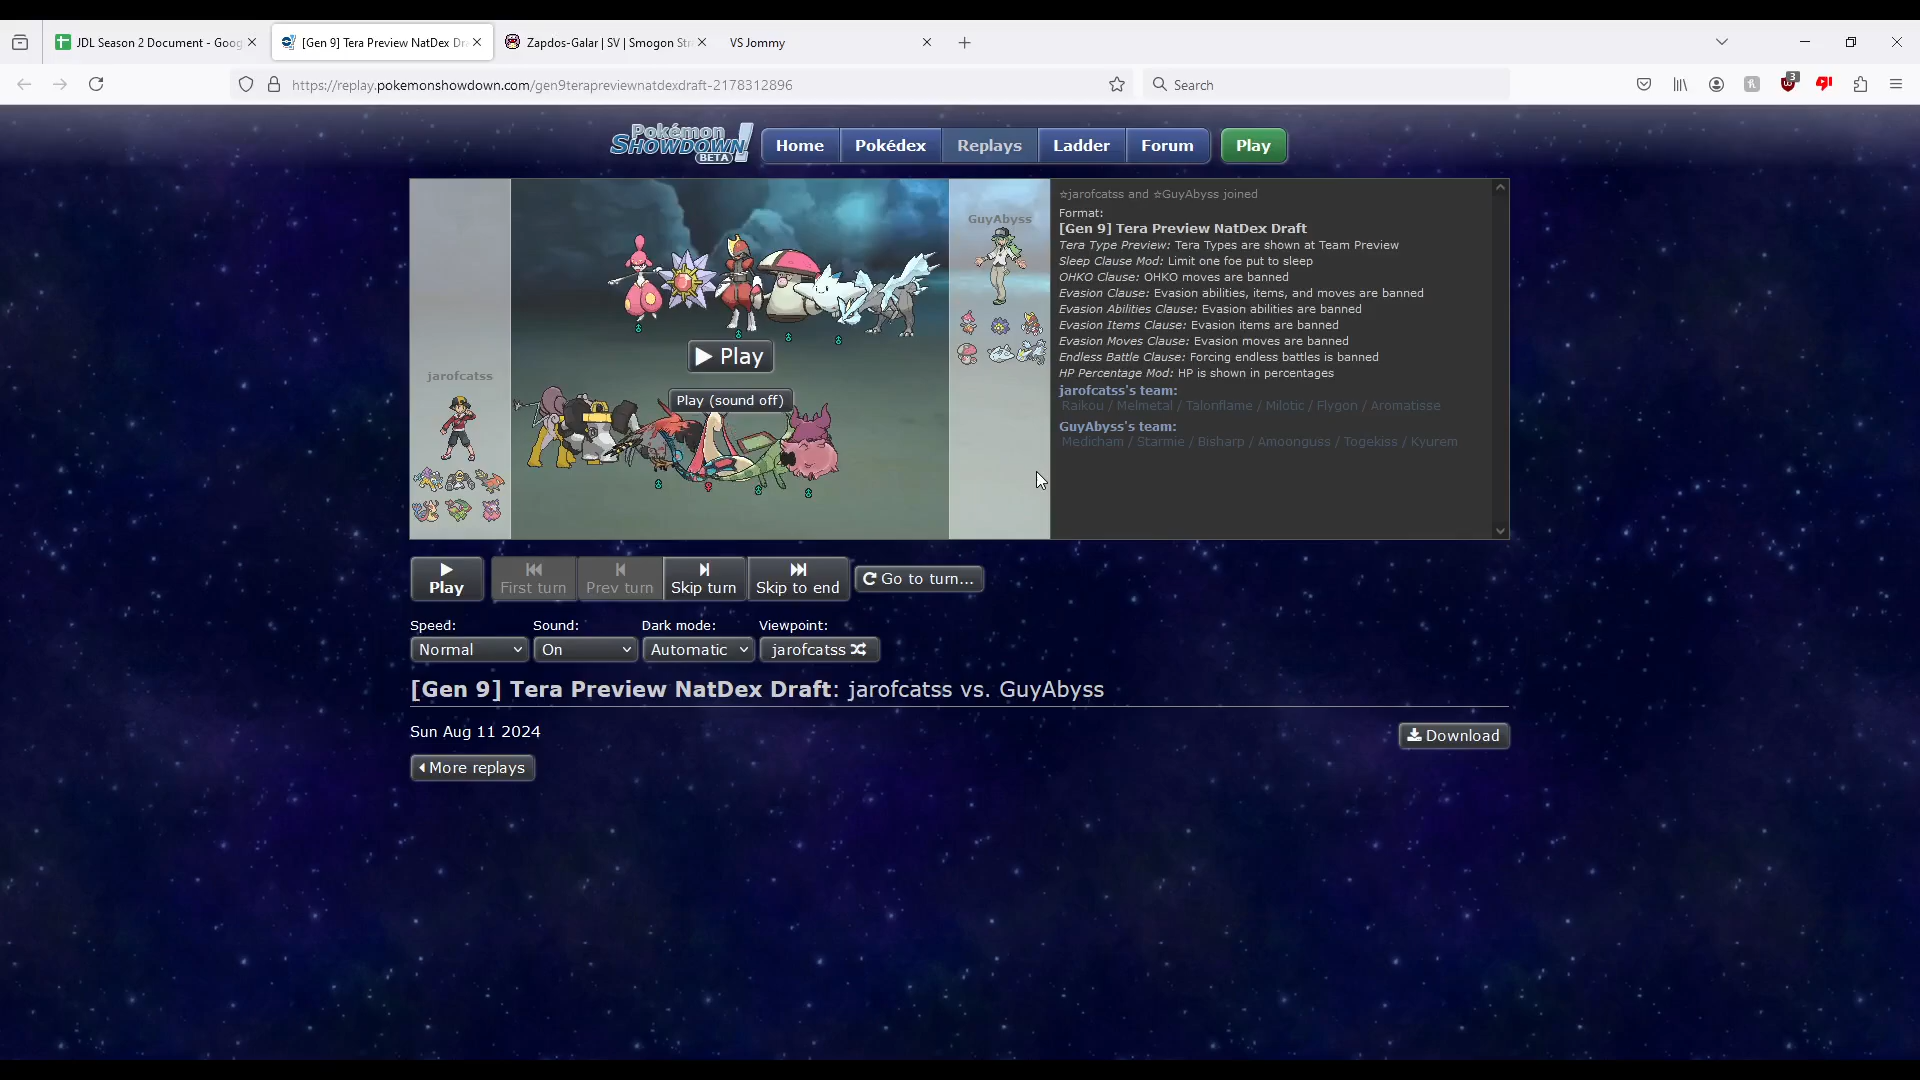 JDL Season 2 Document - Goog
[Gen 9] Tera Preview NatDex Dr
Zapdos-Galar | SV | Smogon Str
VS Jommy
https://replay.pokemonshowdown.com/gen9terapreviewnatdexdraft-2178312896
Search
3
Pokémon
SHOWDOWN!
BETA
Home
Pokédex
Replays
Ladder
Forum
Play
jarofcatss
GuyAbyss
Play
Play (sound off)
☆jarofcatss and ☆GuyAbyss joined
Format:
[Gen 9] Tera Preview NatDex Draft
Tera Type Preview: Tera Types are shown at Team Preview
Sleep Clause Mod: Limit one foe put to sleep
OHKO Clause: OHKO moves are banned
Evasion Clause: Evasion abilities, items, and moves are banned
Evasion Abilities Clause: Evasion abilities are banned
Evasion Items Clause: Evasion items are banned
Evasion Moves Clause: Evasion moves are banned
Endless Battle Clause: Forcing endless battles is banned
HP Percentage Mod: HP is shown in percentages
jarofcatss's team:
Raikou / Melmetal / Talonflame / Milotic / Flygon / Aromatisse
GuyAbyss's team:
Medicham / Starmie / Bisharp / Amoonguss / Togekiss / Kyurem
Play
First turn
Prev turn
Skip turn
Skip to end
Go to turn...
Speed:
Sound:
Dark mode:
Viewpoint:
Normal
On
Automatic
jarofcatss
[Gen 9] Tera Preview NatDex Draft: jarofcatss vs. GuyAbyss
Sun Aug 11 2024
Download
More replays